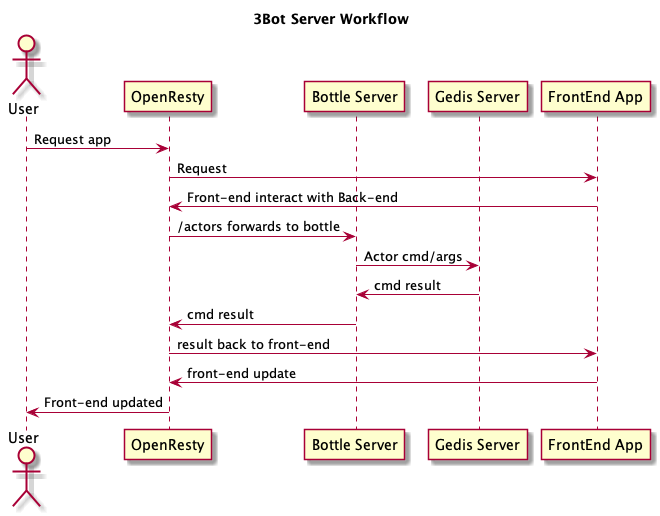 3Bot Server Workflow
User
OpenResty
Bottle Server
Gedis Server
FrontEnd App
Request app
Request
Front-end interact with Back-end
/actors forwards to bottle
Actor cmd/args
cmd result
cmd result
result back to front-end
front-end update
Front-end updated
User
OpenResty
Bottle Server
Gedis Server
FrontEnd App